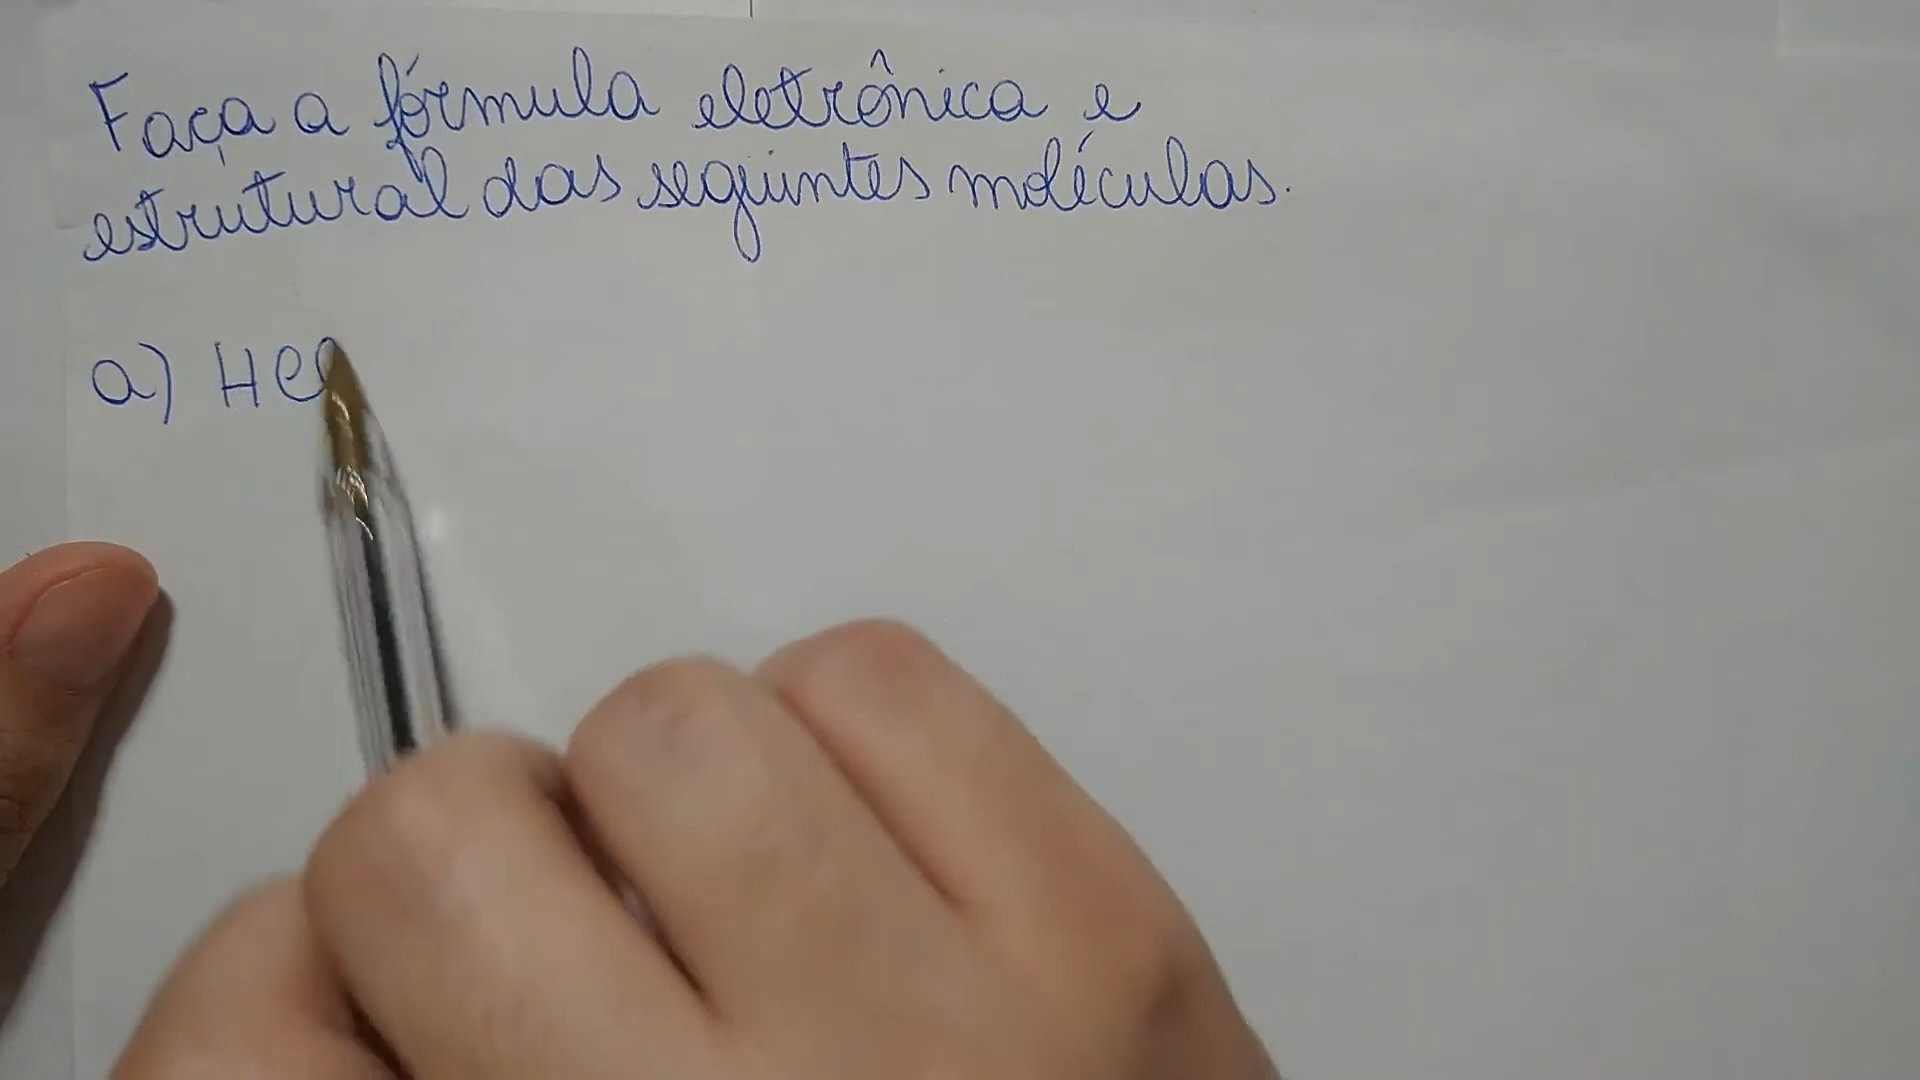 Faça a fórmula eletrônica e
estrutural das seguintes moléculas.
a) HCl